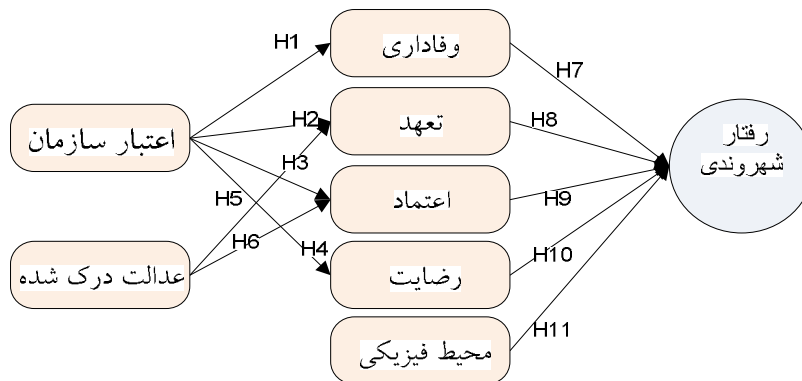 وفاداری
تعهد
اعتماد
رضایت
محیط فیزیکی
اعتبار سازمان
عدالت درک شده
رفتار
شهروندی
H1
H2
H3
H5
H6
H4
H7
H8
H9
H10
H11